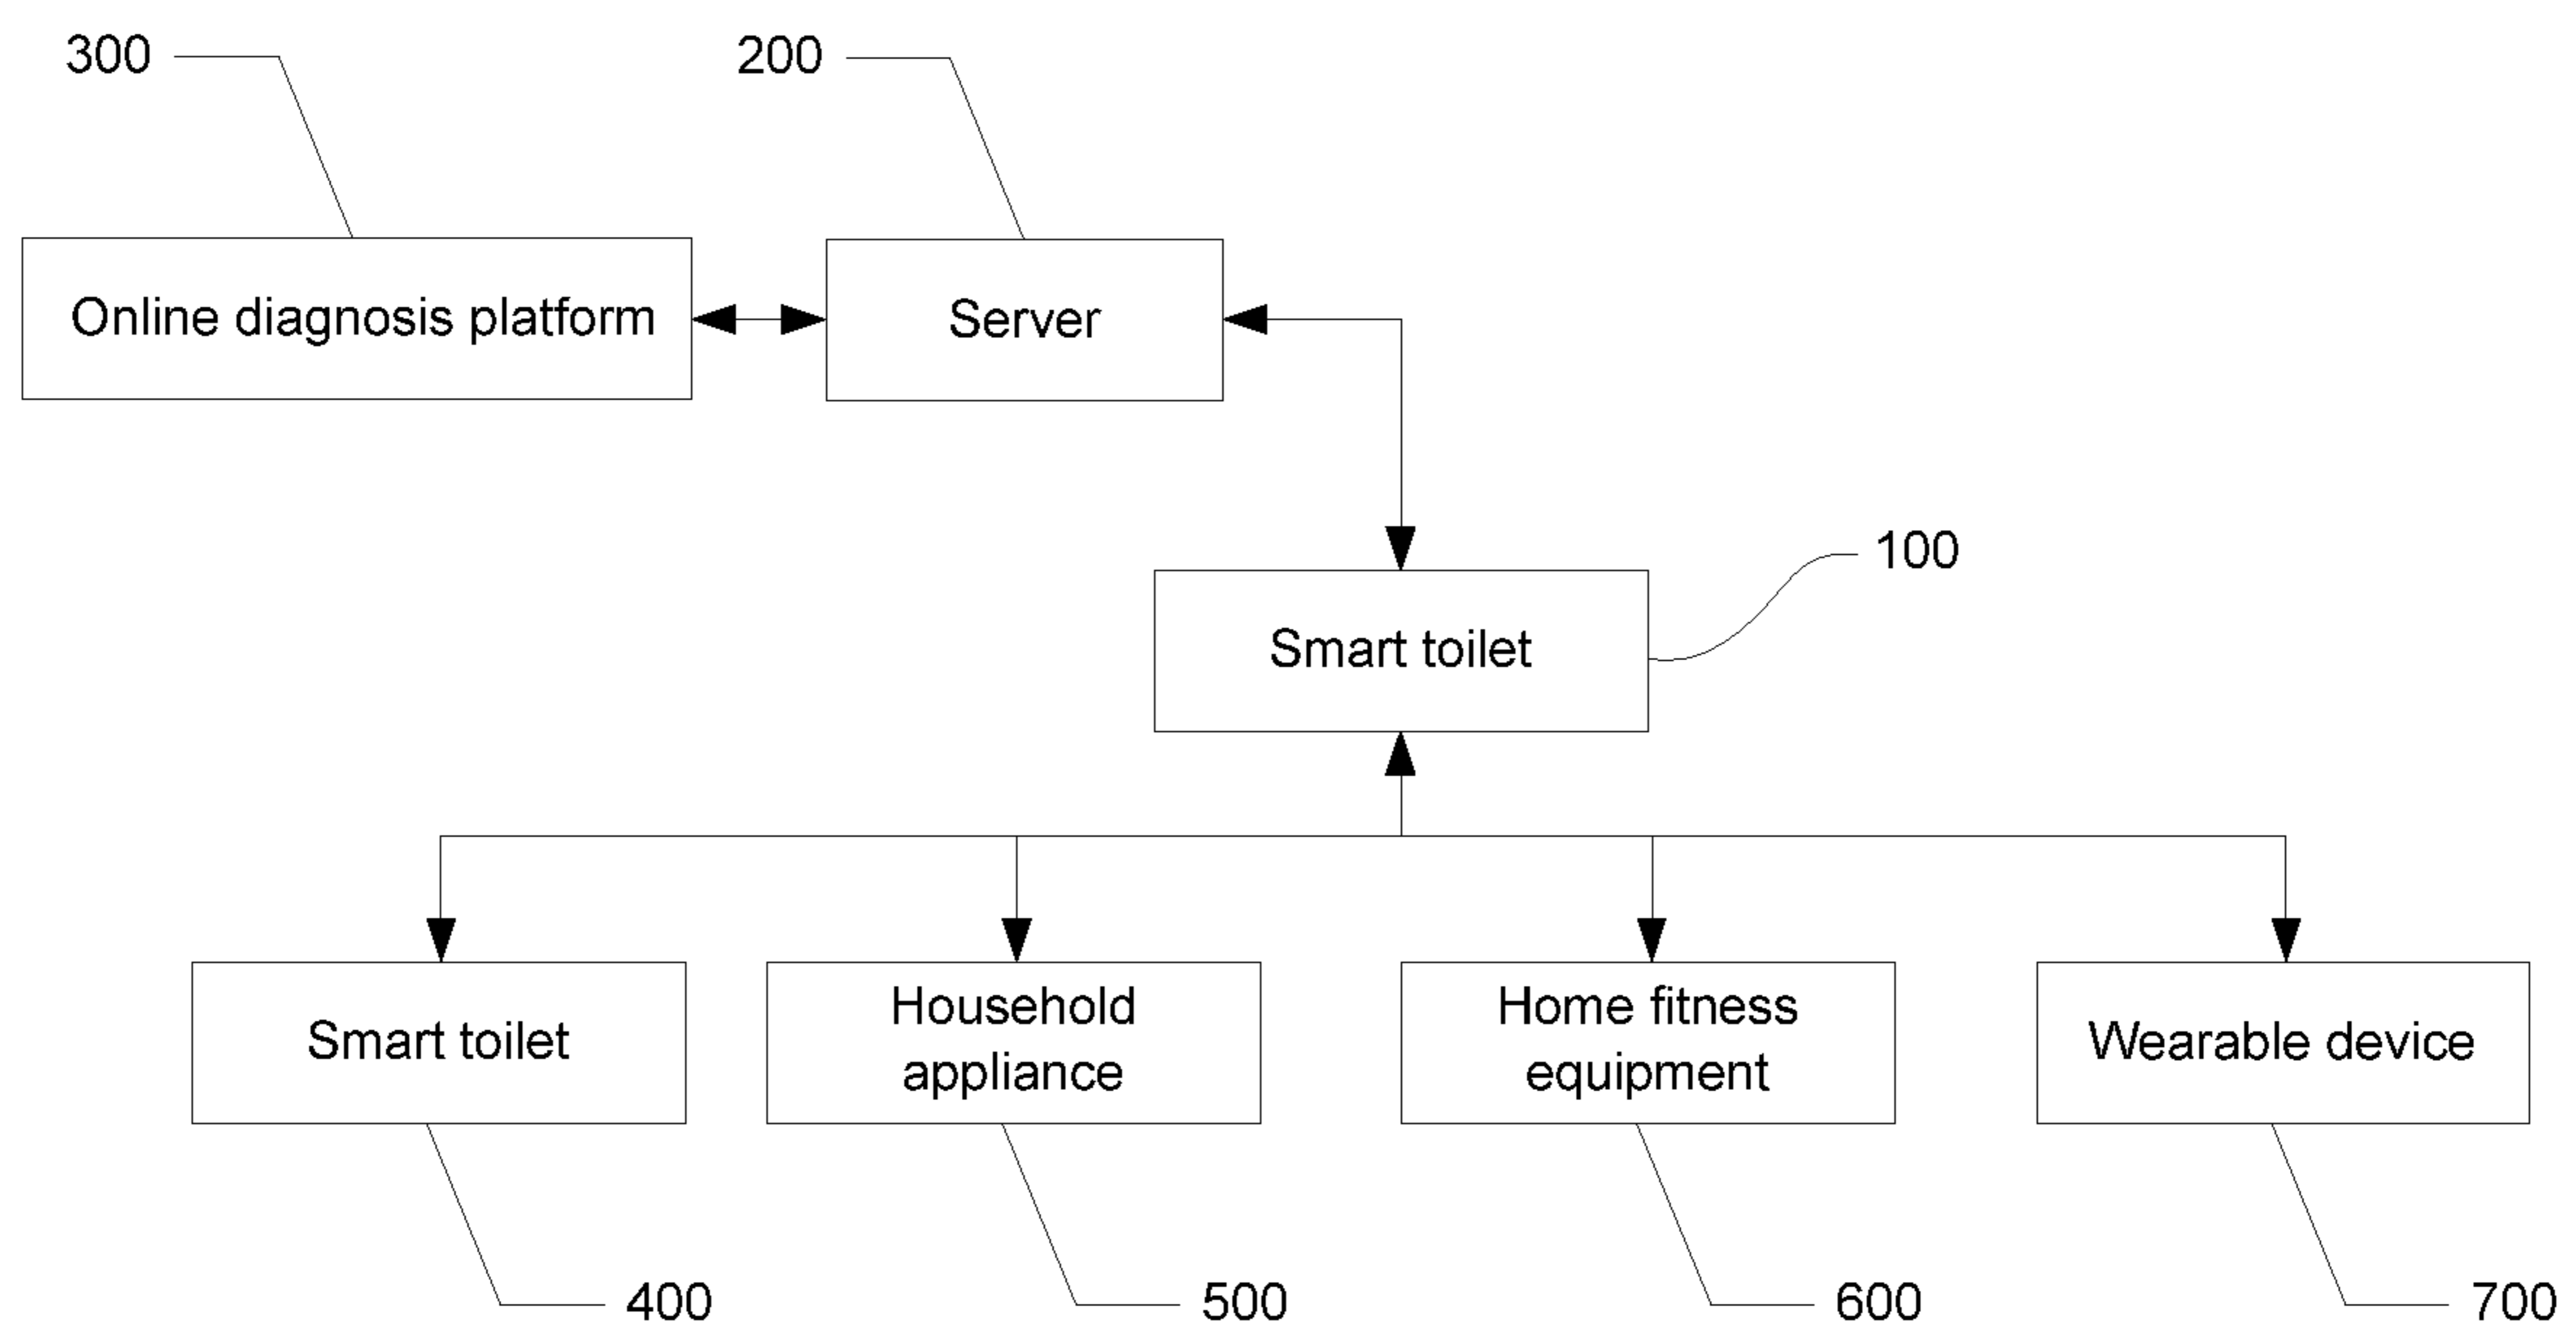 300
200
Online diagnosis platform
Server
100
Smart toilet
Smart toilet
Household
appliance
Home fitness
equipment
Wearable device
400
500
600
700